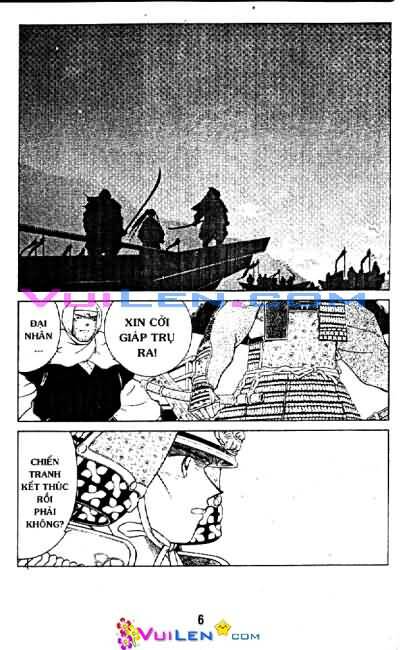 VUILEN.COM
ĐẠI
NHÂN
...
XIN CỞI
GIÁP TRỤ
RA!
CHIẾN
TRANH
KẾT THÚC
RỒI
PHẢI
KHÔNG?
6
VUILEN
.COM